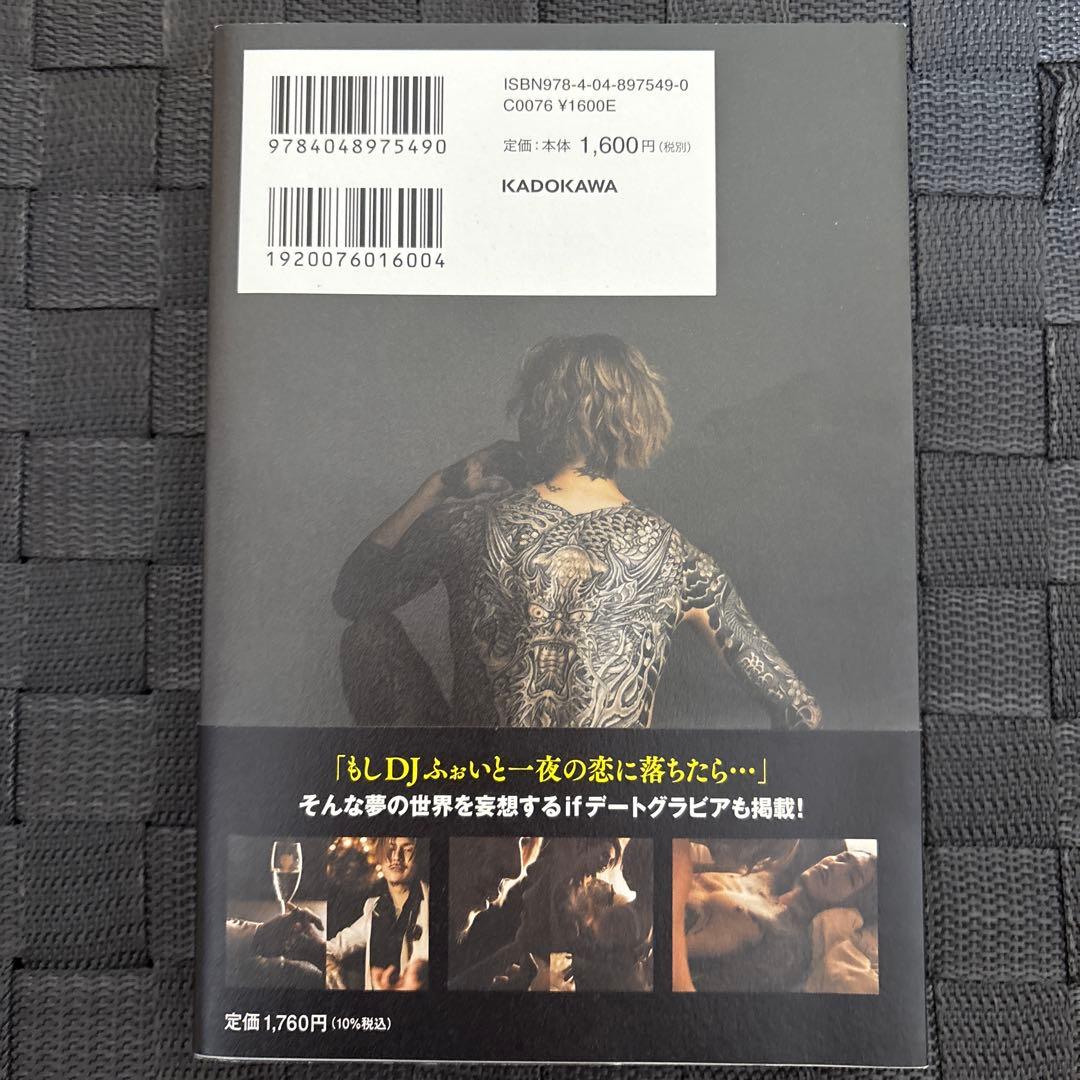 ISBN978-4-04-897549-0
C0076 ¥1600E
9784048975490
定価:本体 1,600円(税別)
KADOKAWA
1920076016004
「もしDJふぉいと一夜の恋に落ちたら…」
そんな夢の世界を妄想するifデートグラビアも掲載!
定価1,760円(10%税込)